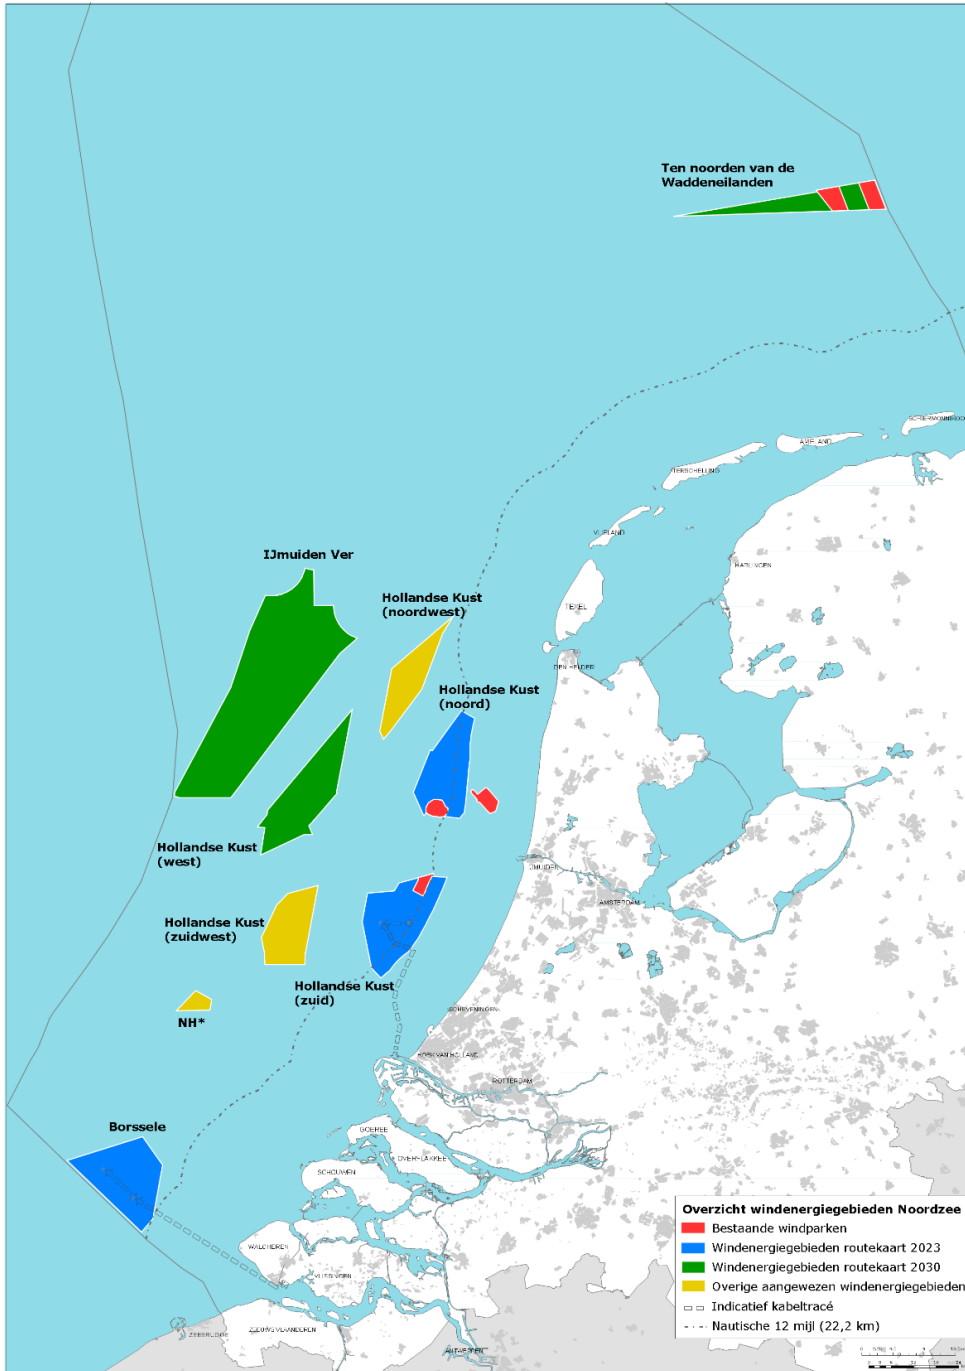 Ten noorden van de
Waddeneilanden
SCHIERMONNIKOOG
AMELAND
TERSCHELLING
VLIELAND
IJmuiden Ver
HARLINGEN
Hollandse Kust
(noordwest)
TEXEL
DEN HELDER
Hollandse Kust
(noord)
Hollandse Kust
(west)
IJMUIDEN
AMSTERDAM
Hollandse Kust
(zuidwest)
Hollandse Kust
(zuid)
NH*
SCHEVENINGEN
HOEK VAN HOLLAND
ROTTERDAM
Borssele
GOEREE
OVERFLAKKEE
SCHOUWEN
WALCHEREN
VLISSINGEN
ZEEBRUGGE
ZEEUWS VLAANDEREN
ANTWERPEN
Overzicht windenergiegebieden Noordzee
Bestaande windparken
Windenergiegebieden routekaart 2023
Windenergiegebieden routekaart 2030
Overige aangewezen windenergiegebieden
Indicatief kabeltracé
Nautische 12 mijl (22,2 km)